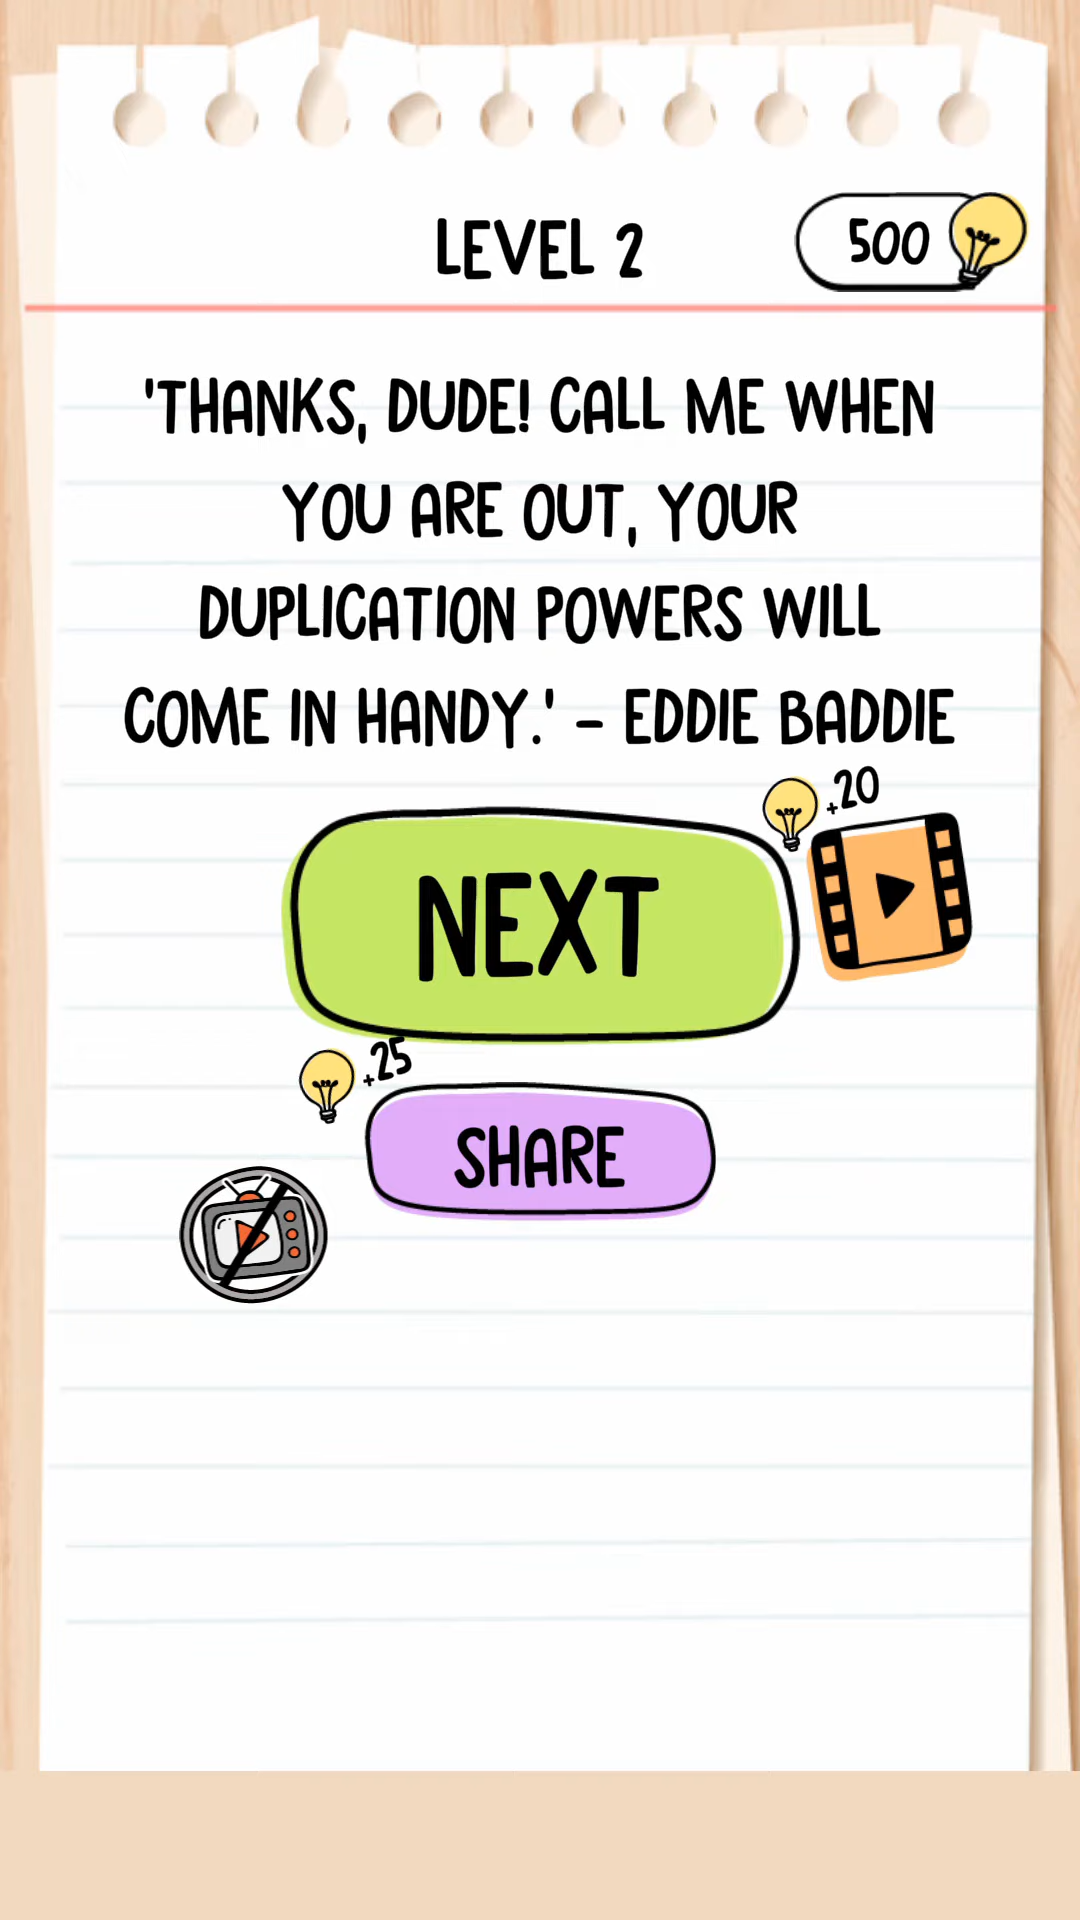 LEVEL 2
500
'THANKS, DUDE! CALL ME WHEN
YOU ARE OUT, YOUR
DUPLICATION POWERS WILL
COME IN HANDY.' – EDDIE BADDIE
+20
NEXT
+25
SHARE